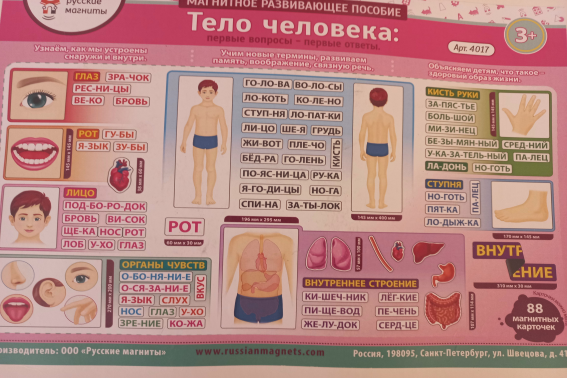 русские
магниты
МАГНИТНОЕ РАЗВИВАЮЩЕЕ ПОСОБИЕ
Тело человека:
первые вопросы - первые ответы.
Арт. 4017
3+
Узнаём, как мы устроены
снаружи и внутри.
Учим новые термины, развиваем
память, воображение, связную речь.
Объясняем детям, что такое –
здоровый образ жизни.
ГЛАЗ ЗРА-ЧОК
РЕС-НИ-ЦЫ
ВЕ-КО БРОВЬ
РОТ ГУ-БЫ
Я-ЗЫК ЗУ-БЫ
ЛИЦО
ПОД-БО-РО-ДОК
БРОВЬ ВИ-СОК
ЩЕ-КА НОС РОТ
ЛОБ У-ХО ГЛАЗ
ГО-ЛО-ВА ВО-ЛО-СЫ
ЛО-КОТЬ КО-ЛЕ-НО
СТУП-НЯ ЛО-ПАТ-КИ
ЛИ-ЦО ШЕ-Я ГРУДЬ
ЖИ-ВОТ ПЛЕ-ЧО
БЁД-РА ГО-ЛЕНЬ
КИСТЬ
ПО-ЯС-НИ-ЦА РУ-КА
Я-ГО-ДИ-ЦЫ НО-ГА
СПИ-НА ЗА-ТЫ-ЛОК
196 мм х 295 мм
145 мм х 400 мм
КИСТЬ РУКИ
ЗА-ПЯС-ТЬЕ
БОЛЬ-ШОЙ
МИ-ЗИ-НЕЦ
БЕ-ЗЫ-МЯН-НЫЙ СРЕД-НИЙ
У-КА-ЗА-ТЕЛЬ-НЫЙ ПА-ЛЕЦ
ЛА-ДОНЬ НО-ГОТЬ
СТУПНЯ
НО-ГОТЬ
ПЯТ-КА
ЛО-ДЫЖ-КА
ПА-ЛЕЦ
РОТ
60 мм х 30 мм
ОРГАНЫ ЧУВСТВ
О-БО-НЯ-НИ-Е
О-СЯ-ЗА-НИ-Е
Я-ЗЫК СЛУХ
ВКУС
НОС ГЛАЗ У-ХО
ЗРЕ-НИЕ КО-ЖА
ВНУТРЕННЕЕ СТРОЕНИЕ
КИ-ШЕЧ-НИК ЛЁГ-КИЕ
ПИ-ЩЕ-ВОД ПЕ-ЧЕНЬ
ЖЕ-ЛУ-ДОК СЕРД-ЦЕ
ВНУТР
ЕНИЕ
88
магнитных
карточек
роизводитель: ООО «Русские магниты»
www.russianmagnets.com
Россия, 198095, Санкт-Петербург, ул. Швецова, д. 41